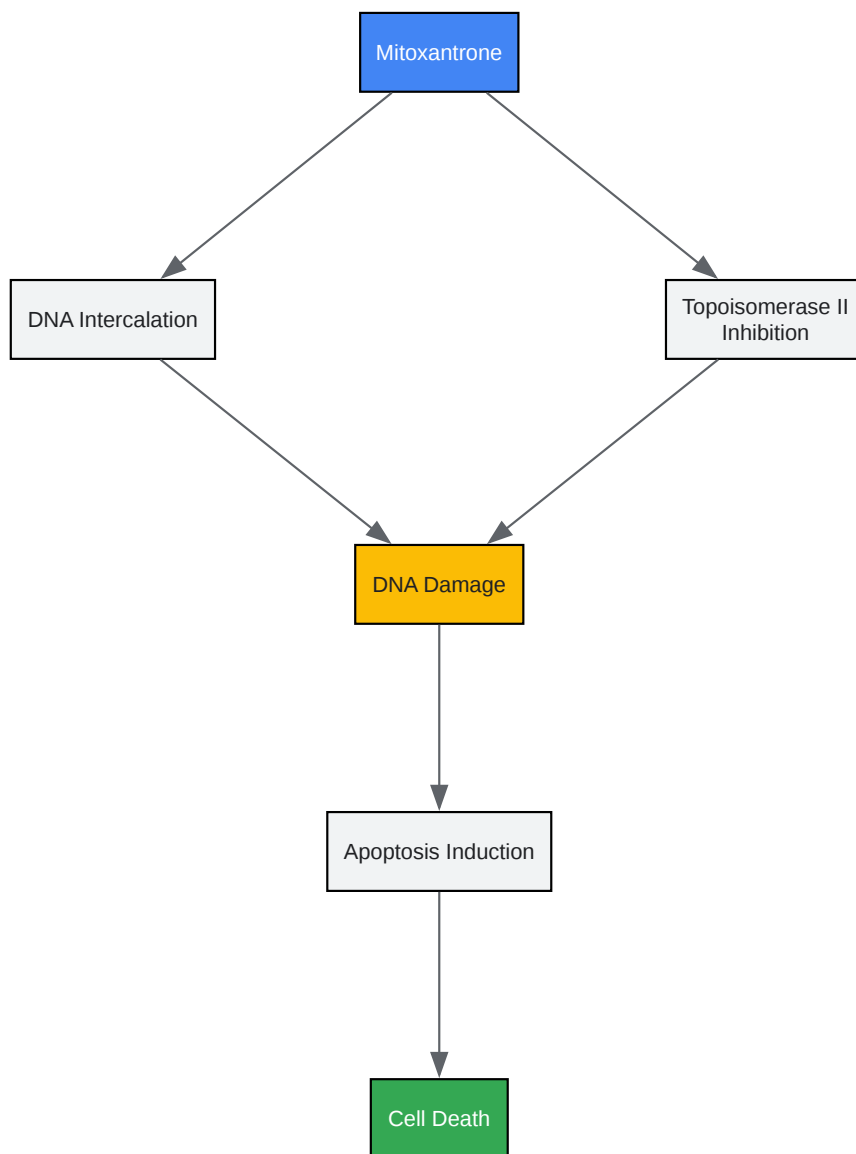 Mitoxantrone
DNA Intercalation
Topoisomerase II
Inhibition
DNA Damage
Apoptosis Induction
Cell Death